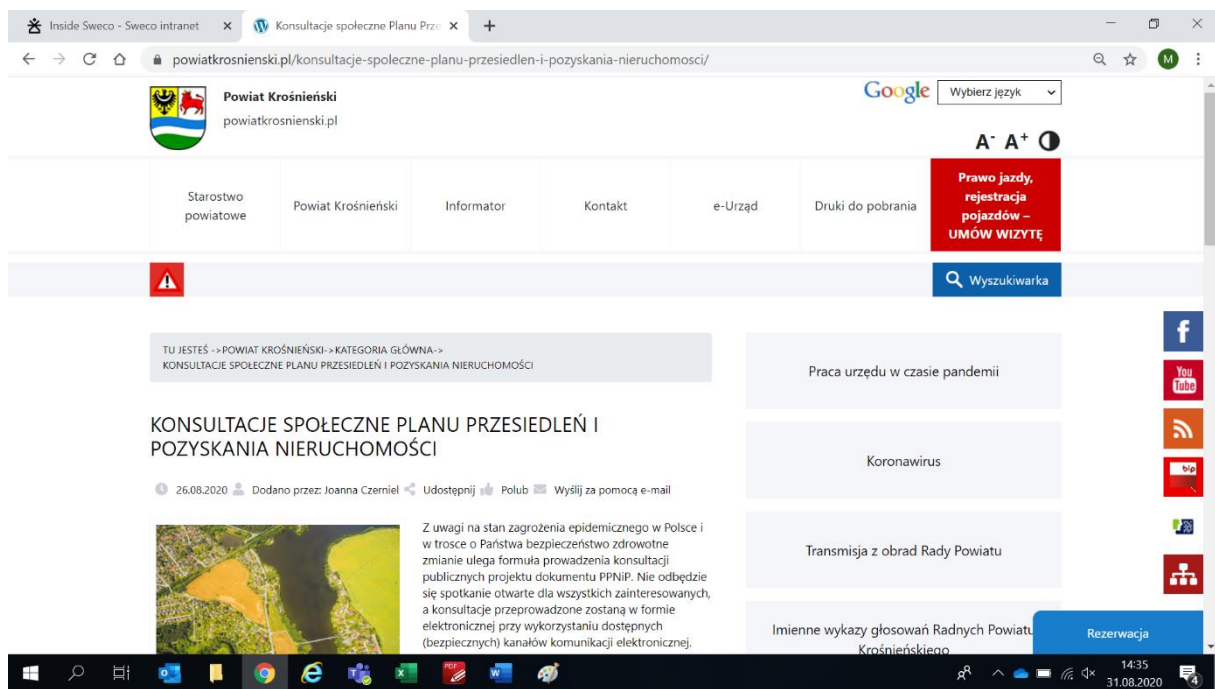 Inside Sweco - Sweco intranet
Konsultacje społeczne Planu Prze
powiatkrosnienski.pl/konsultacje-spoleczne-planu-przesiedlen-i-pozyskania-nieruchomosci/
M
Powiat Krośnieński
powiatkrosnienski.pl
Google
Wybierz język
A- A+
Starostwo
powiatowe
Powiat Krośnieński
Informator
Kontakt
e-Urząd
Druki do pobrania
Prawo jazdy,
rejestracja
pojazdów –
UMÓW WIZYTĘ
Wyszukiwarka
TU JESTEŚ ->POWIAT KROŚNIEŃSKI->KATEGORIA GŁÓWNA->
KONSULTACJE SPOŁECZNE PLANU PRZESIEDLEŃ I POZYSKANIA NIERUCHOMOŚCI
KONSULTACJE SPOŁECZNE PLANU PRZESIEDLEŃ I
POZYSKANIA NIERUCHOMOŚCI
26.08.2020 Dodano przez: Joanna Czerniel Udostępnij Polub Wyślij za pomocą e-mail
Z uwagi na stan zagrożenia epidemicznego w Polsce i
w trosce o Państwa bezpieczeństwo zdrowotne
zmianie ulega formuła prowadzenia konsultacji
publicznych projektu dokumentu PPNiP. Nie odbędzie
się spotkanie otwarte dla wszystkich zainteresowanych,
a konsultacje przeprowadzone zostaną w formie
elektronicznej przy wykorzystaniu dostępnych
(bezpiecznych) kanałów komunikacji elektronicznej.
Praca urzędu w czasie pandemii
Koronawirus
Transmisja z obrad Rady Powiatu
Imienne wykazy głosowań Radnych Powiatu
Krośnieńskiego
f
You
Tube
bip
Rezerwacja
PDF
14:35
31.08.2020
4